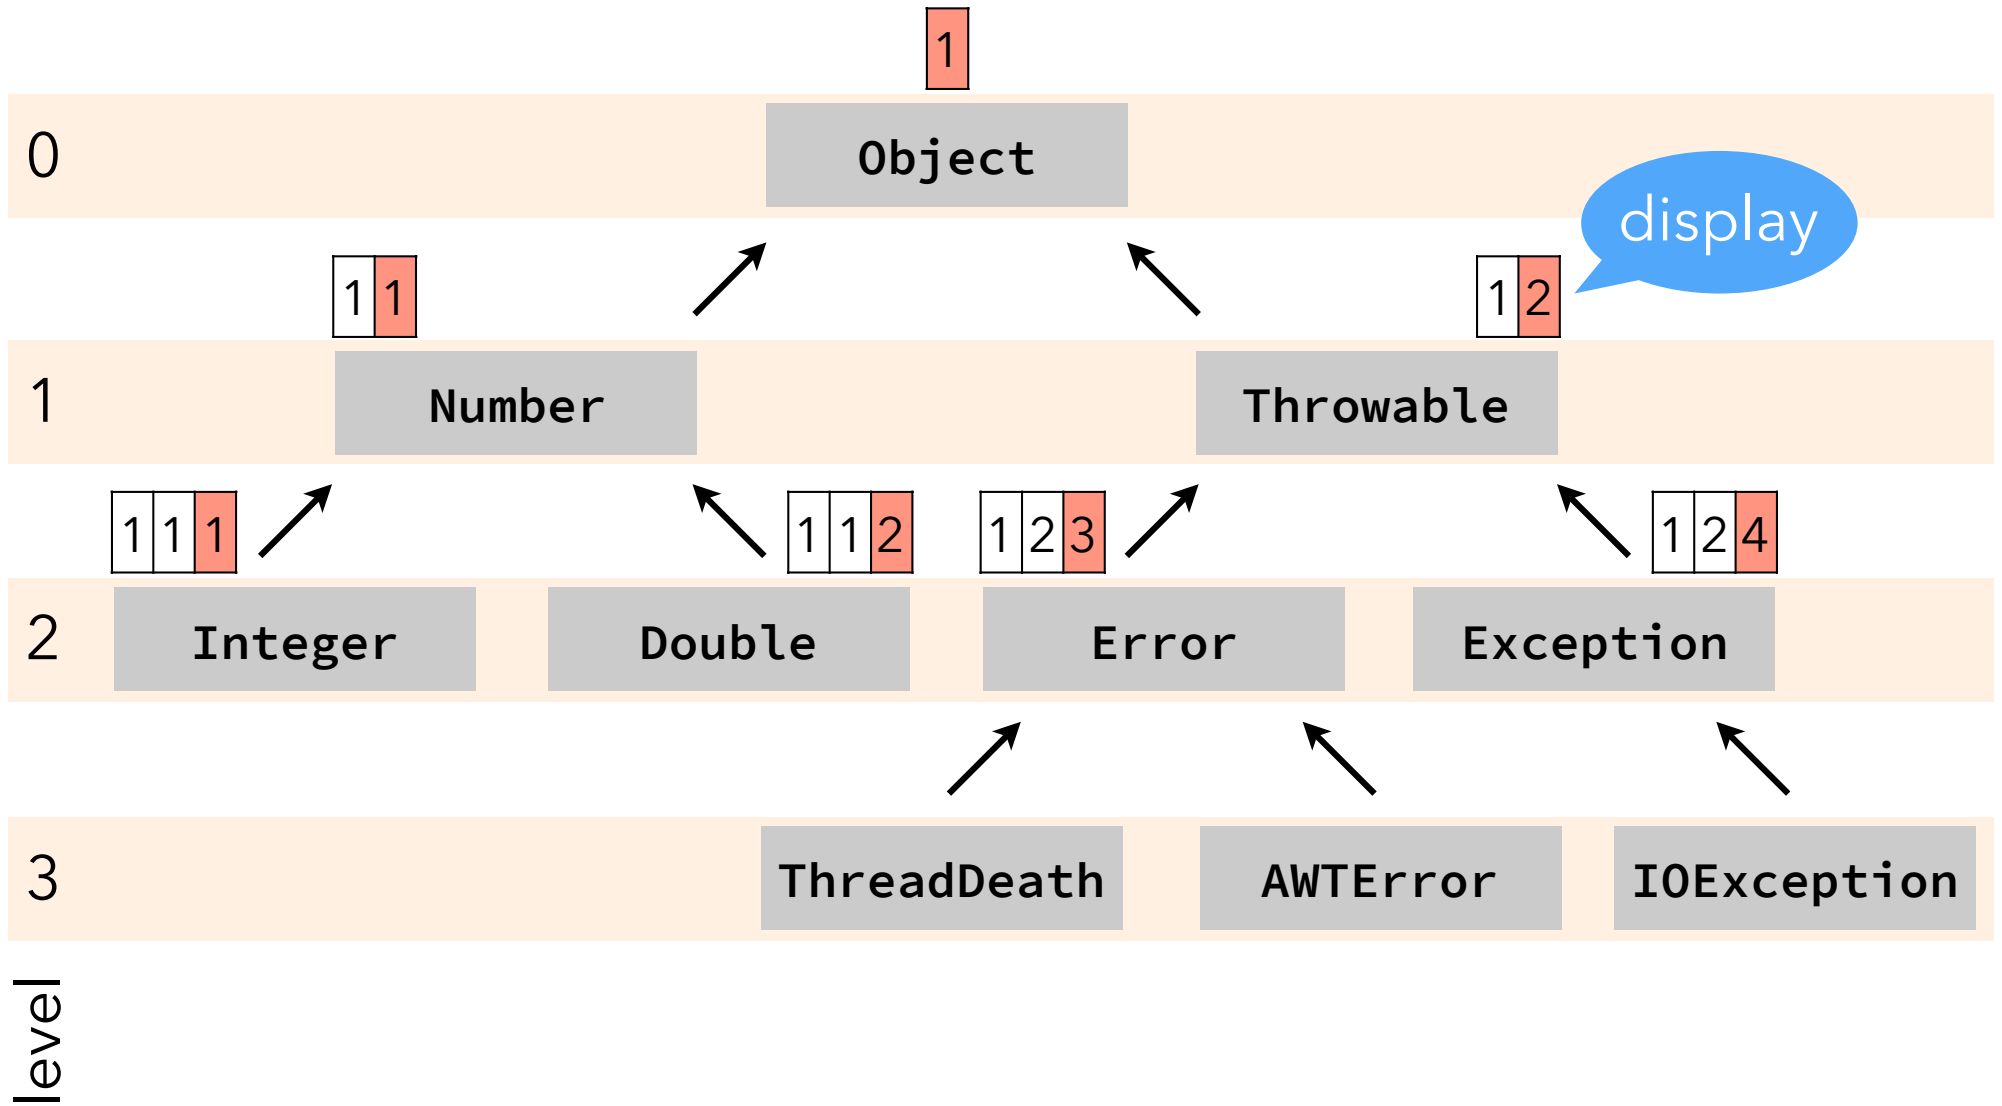 1
0
Object
display
1 1
1 2
1
Number
Throwable
1 1 1
1 1 2
1 2 3
1 2 4
2
Integer
Double
Error
Exception
3
ThreadDeath
AWTError
IOException
level